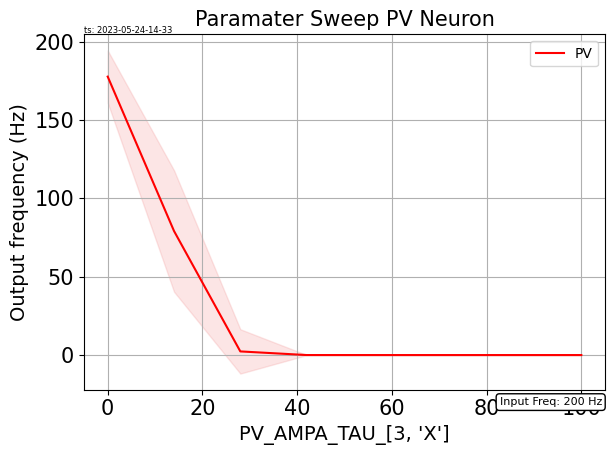 Paramater Sweep PV Neuron
ts: 2023-05-24-14-33
PV
200
150
100
50
0
Output frequency (Hz)
0 20 40 60 80 100
Input Freq: 200 Hz
PV_AMPA_TAU_[3, 'X']